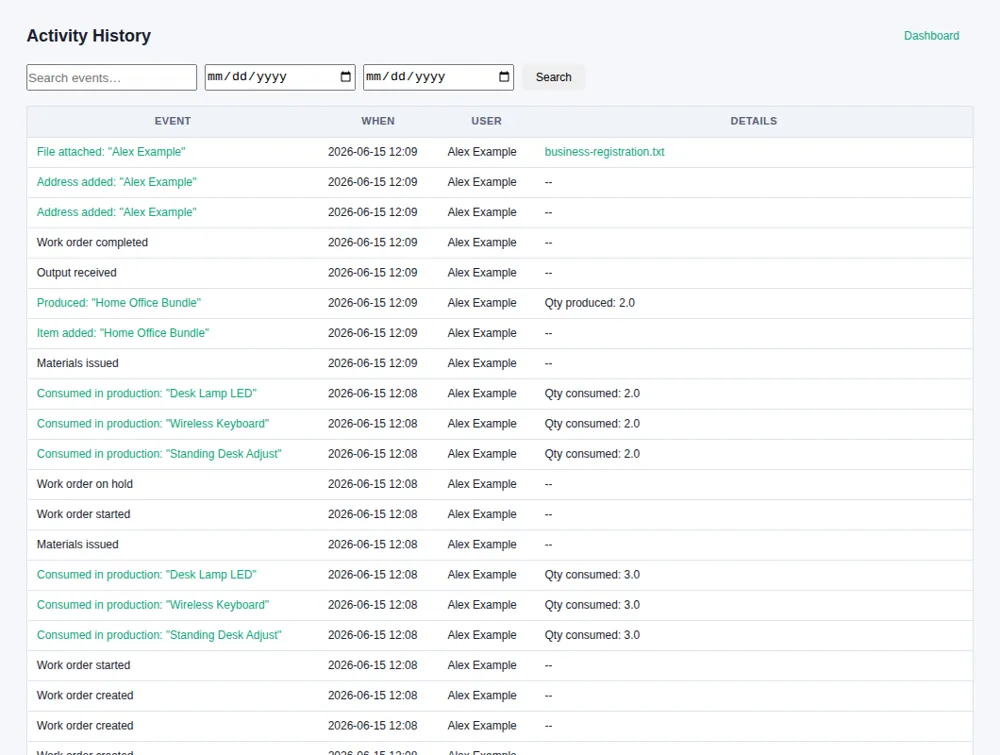 Activity History
Dashboard
Search events…
mm/dd/yyyy
mm/dd/yyyy
Search
EVENT WHEN USER DETAILS
File attached: "Alex Example" 2026-06-15 12:09 Alex Example business-registration.txt
Address added: "Alex Example" 2026-06-15 12:09 Alex Example --
Address added: "Alex Example" 2026-06-15 12:09 Alex Example --
Work order completed 2026-06-15 12:09 Alex Example --
Output received 2026-06-15 12:09 Alex Example --
Produced: "Home Office Bundle" 2026-06-15 12:09 Alex Example Qty produced: 2.0
Item added: "Home Office Bundle" 2026-06-15 12:09 Alex Example --
Materials issued 2026-06-15 12:09 Alex Example --
Consumed in production: "Desk Lamp LED" 2026-06-15 12:08 Alex Example Qty consumed: 2.0
Consumed in production: "Wireless Keyboard" 2026-06-15 12:08 Alex Example Qty consumed: 2.0
Consumed in production: "Standing Desk Adjust" 2026-06-15 12:08 Alex Example Qty consumed: 2.0
Work order on hold 2026-06-15 12:08 Alex Example --
Work order started 2026-06-15 12:08 Alex Example --
Materials issued 2026-06-15 12:08 Alex Example --
Consumed in production: "Desk Lamp LED" 2026-06-15 12:08 Alex Example Qty consumed: 3.0
Consumed in production: "Wireless Keyboard" 2026-06-15 12:08 Alex Example Qty consumed: 3.0
Consumed in production: "Standing Desk Adjust" 2026-06-15 12:08 Alex Example Qty consumed: 3.0
Work order started 2026-06-15 12:08 Alex Example --
Work order created 2026-06-15 12:08 Alex Example --
Work order created 2026-06-15 12:08 Alex Example --
Work order created 2026-06-15 12:08 Alex Example --